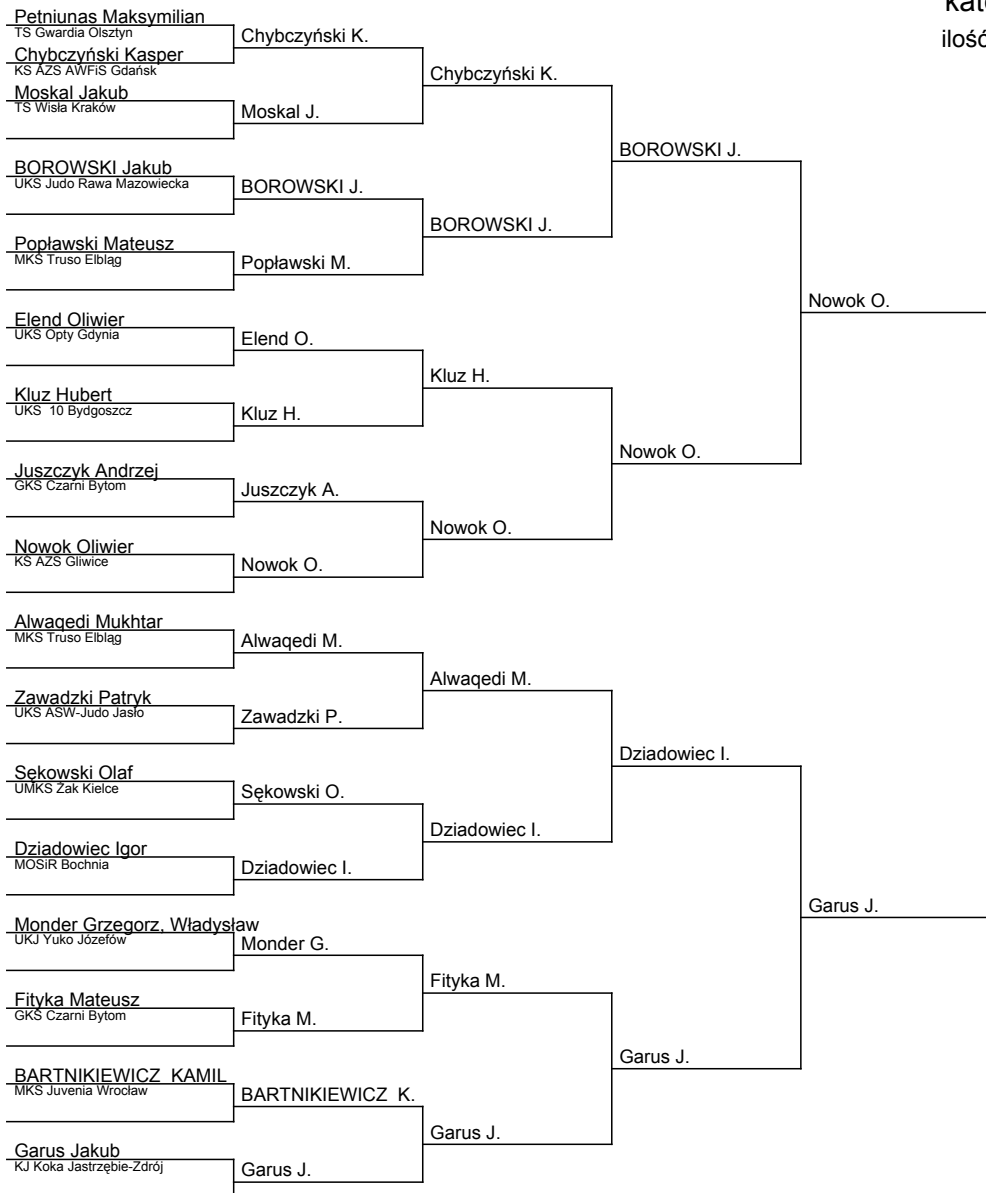 Petniunas Maksymilian
TS Gwardia Olsztyn
Chybczyński Kasper
KS AZS AWFiS Gdańsk
Moskal Jakub
TS Wisła Kraków
BOROWSKI Jakub
UKS Judo Rawa Mazowiecka
Popławski Mateusz
MKS Truso Elbląg
Elend Oliwier
UKS Opty Gdynia
Kluz Hubert
UKS 10 Bydgoszcz
Juszczyk Andrzej
GKS Czarni Bytom
Nowok Oliwier
KS AZS Gliwice
Alwaqedi Mukhtar
MKS Truso Elbląg
Zawadzki Patryk
UKS ASW-Judo Jasło
Sękowski Olaf
UMKS Żak Kielce
Dziadowiec Igor
MOSiR Bochnia
Monder Grzegorz, Władysław
UKJ Yuko Józefów
Fityka Mateusz
GKS Czarni Bytom
BARTNIKIEWICZ KAMIL
MKS Juvenia Wrocław
Garus Jakub
KJ Koka Jastrzębie-Zdrój
Chybczyński K.
Moskal J.
BOROWSKI J.
Popławski M.
Elend O.
Kluz H.
Juszczyk A.
Nowok O.
Alwaqedi M.
Zawadzki P.
Sękowski O.
Dziadowiec I.
Monder G.
Fityka M.
BARTNIKIEWICZ K.
Garus J.
Chybczyński K.
BOROWSKI J.
Kluz H.
Nowok O.
Alwaqedi M.
Dziadowiec I.
Fityka M.
Garus J.
BOROWSKI J.
Nowok O.
Dziadowiec I.
Garus J.
Nowok O.
Garus J.
ilość